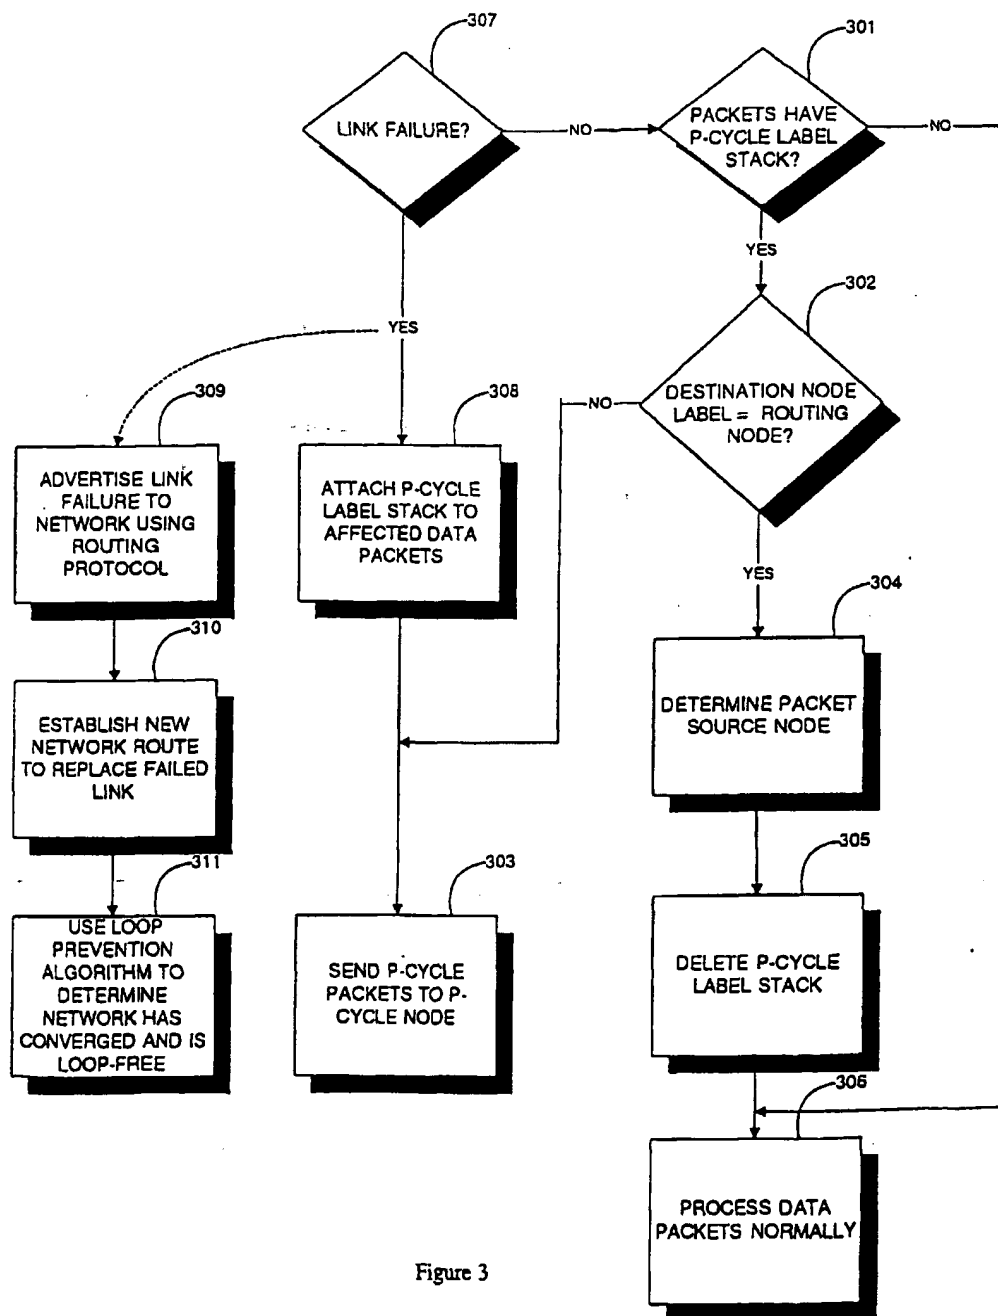 307
301
LINK FAILURE?
NO
PACKETS HAVE
P-CYCLE LABEL
STACK?
NO
YES
302
YES
309
308
DESTINATION NODE
LABEL = ROUTING
NODE?
NO
ADVERTISE LINK
FAILURE TO
NETWORK USING
ROUTING
PROTOCOL
ATTACH P-CYCLE
LABEL STACK TO
AFFECTED DATA
PACKETS
YES
304
310
DETERMINE PACKET
SOURCE NODE
ESTABLISH NEW
NETWORK ROUTE
TO REPLACE FAILED
LINK
311
303
305
USE LOOP
PREVENTION
ALGORITHM TO
DETERMINE
NETWORK HAS
CONVERGED AND IS
LOOP-FREE
SEND P-CYCLE
PACKETS TO P-
CYCLE NODE
DELETE P-CYCLE
LABEL STACK
306
PROCESS DATA
PACKETS NORMALLY
Figure 3